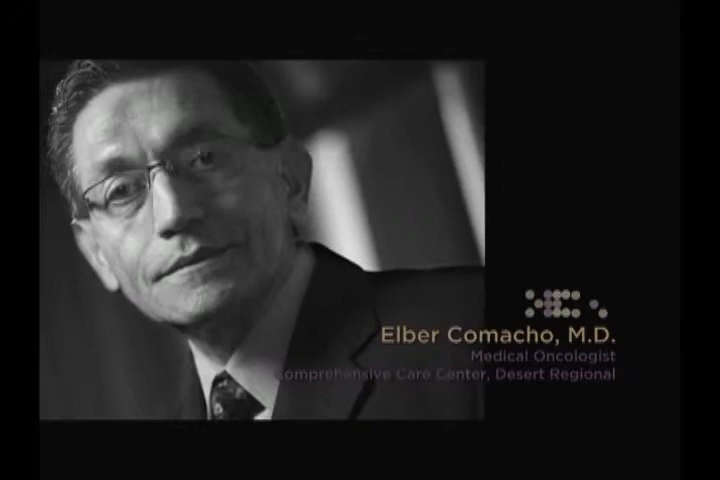 Elber Comacho, M.D.
Medical Oncologist
Comprehensive Care Center, Desert Regional